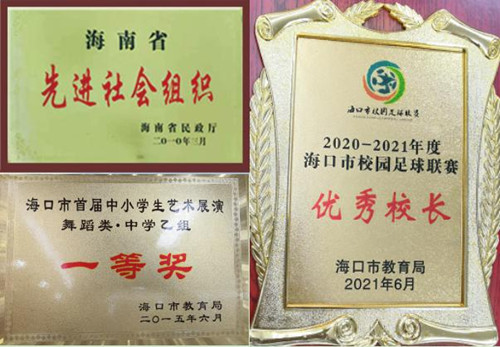 海南省
先进社会组织
海南省民政厅
二〇一〇年三月
海口市首届中小学生艺术展演
舞蹈类·中学乙组
一等奖
海口市教育局
二〇一五年六月
海口市校园足球联赛
2020-2021年度
海口市校园足球联赛
优秀校长
海口市教育局
2021年6月